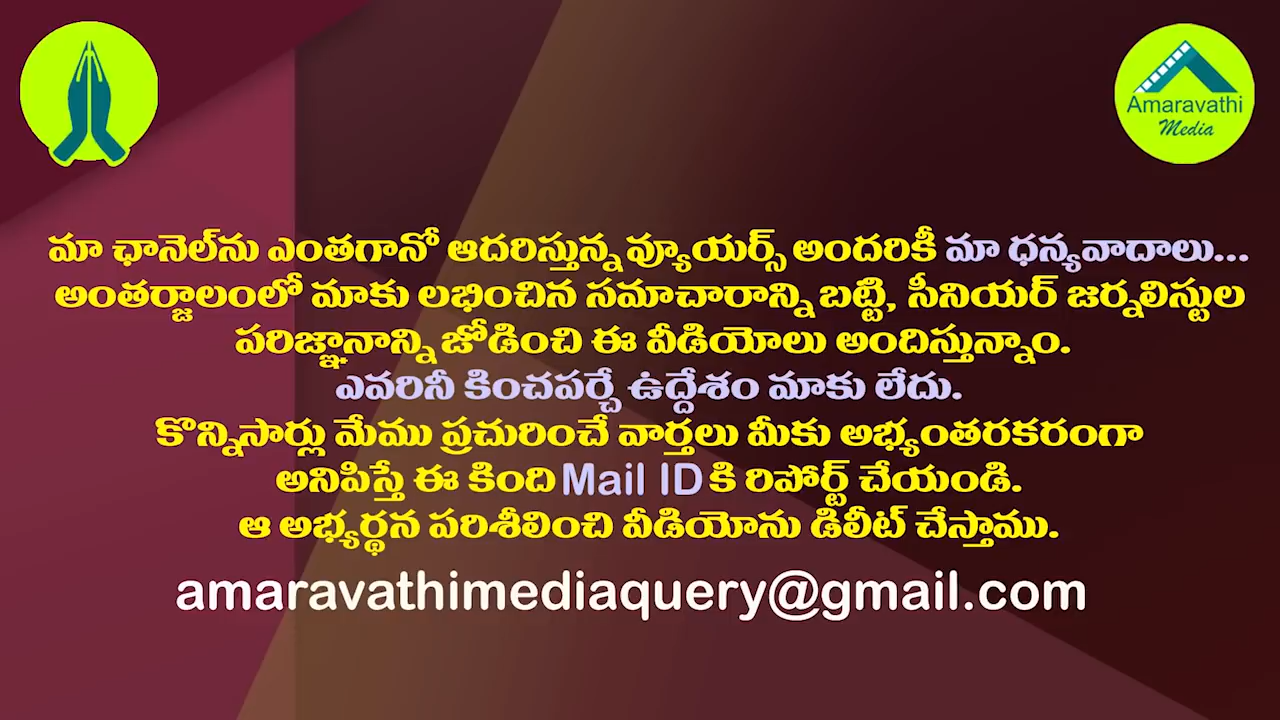 Amaravathi
Media
మా ఛానెల్‌ను ఎంతగానో ఆదరిస్తున్న వ్యూయర్స్ అందరికీ మా ధన్యవాదాలు...
అంతర్జాలంలో మాకు లభించిన సమాచారాన్ని బట్టి, సీనియర్ జర్నలిస్టుల
పరిజ్ఞానాన్ని జోడించి ఈ వీడియోలు అందిస్తున్నాం.
ఎవరినీ కించపర్చే ఉద్దేశం మాకు లేదు.
కొన్నిసార్లు మేము ప్రచురించే వార్తలు మీకు అభ్యంతరకరంగా
అనిపిస్తే ఈ కింది Mail ID కి రిపోర్ట్ చేయండి.
ఆ అభ్యర్థన పరిశీలించి వీడియోను డిలీట్ చేస్తాము.
amaravathimediaquery@gmail.com